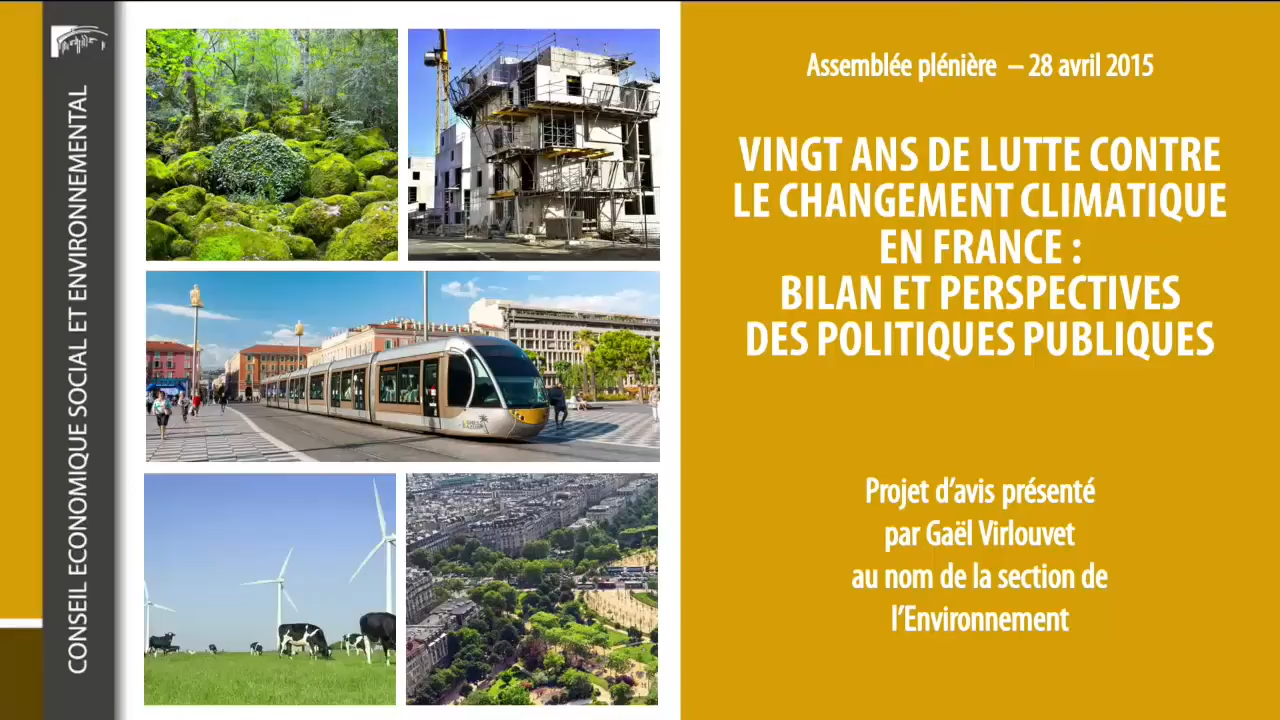 CONSEIL ECONOMIQUE SOCIAL ET ENVIRONNEMENTAL
Assemblée plénière – 28 avril 2015
VINGT ANS DE LUTTE CONTRE
LE CHANGEMENT CLIMATIQUE
EN FRANCE :
BILAN ET PERSPECTIVES
DES POLITIQUES PUBLIQUES
Projet d’avis présenté
par Gaël Virlouvet
au nom de la section de
l’Environnement